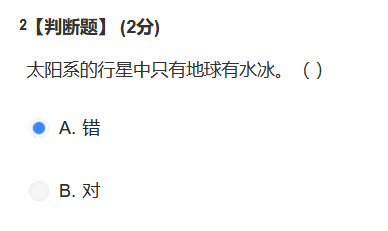 2【判断题】 (2分)
太阳系的行星中只有地球有水冰。 ( )
A. 错
B. 对